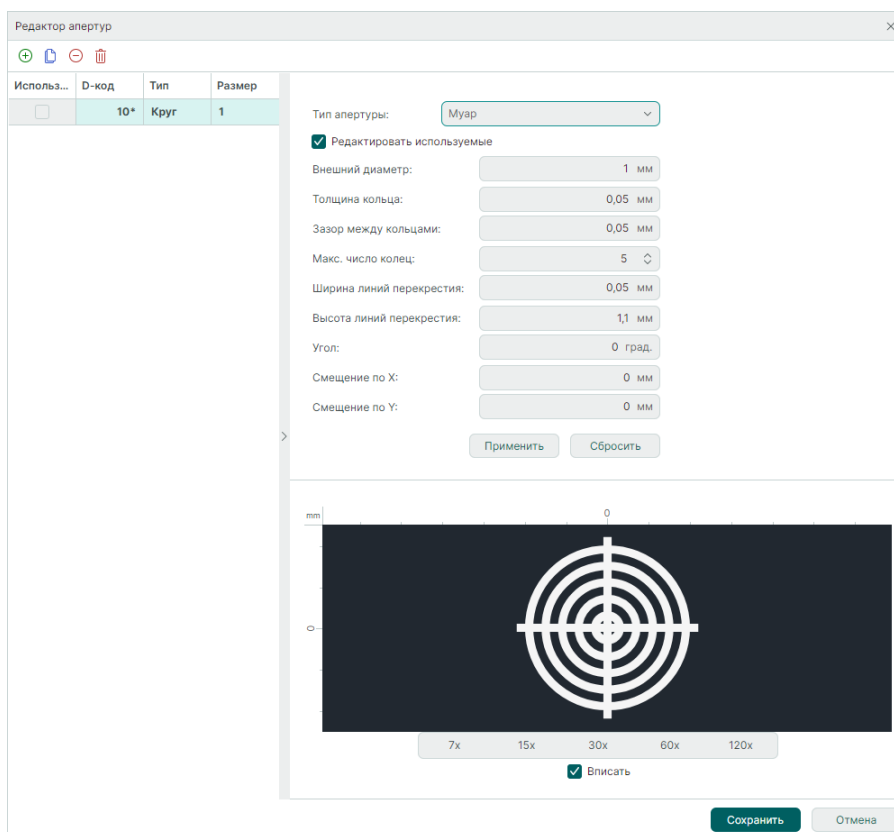 Редактор апертур
Использ... D-код Тип Размер
10* Круг 1
Тип апертуры: Муар
Редактировать используемые
Внешний диаметр: 1 мм
Толщина кольца: 0,05 мм
Зазор между кольцами: 0,05 мм
Макс. число колец: 5
Ширина линий перекрестия: 0,05 мм
Высота линий перекрестия: 1,1 мм
Угол: 0 град.
Смещение по X: 0 мм
Смещение по Y: 0 мм
Применить Сбросить
mm 0
0
7x 15x 30x 60x 120x
Вписать
Сохранить Отмена